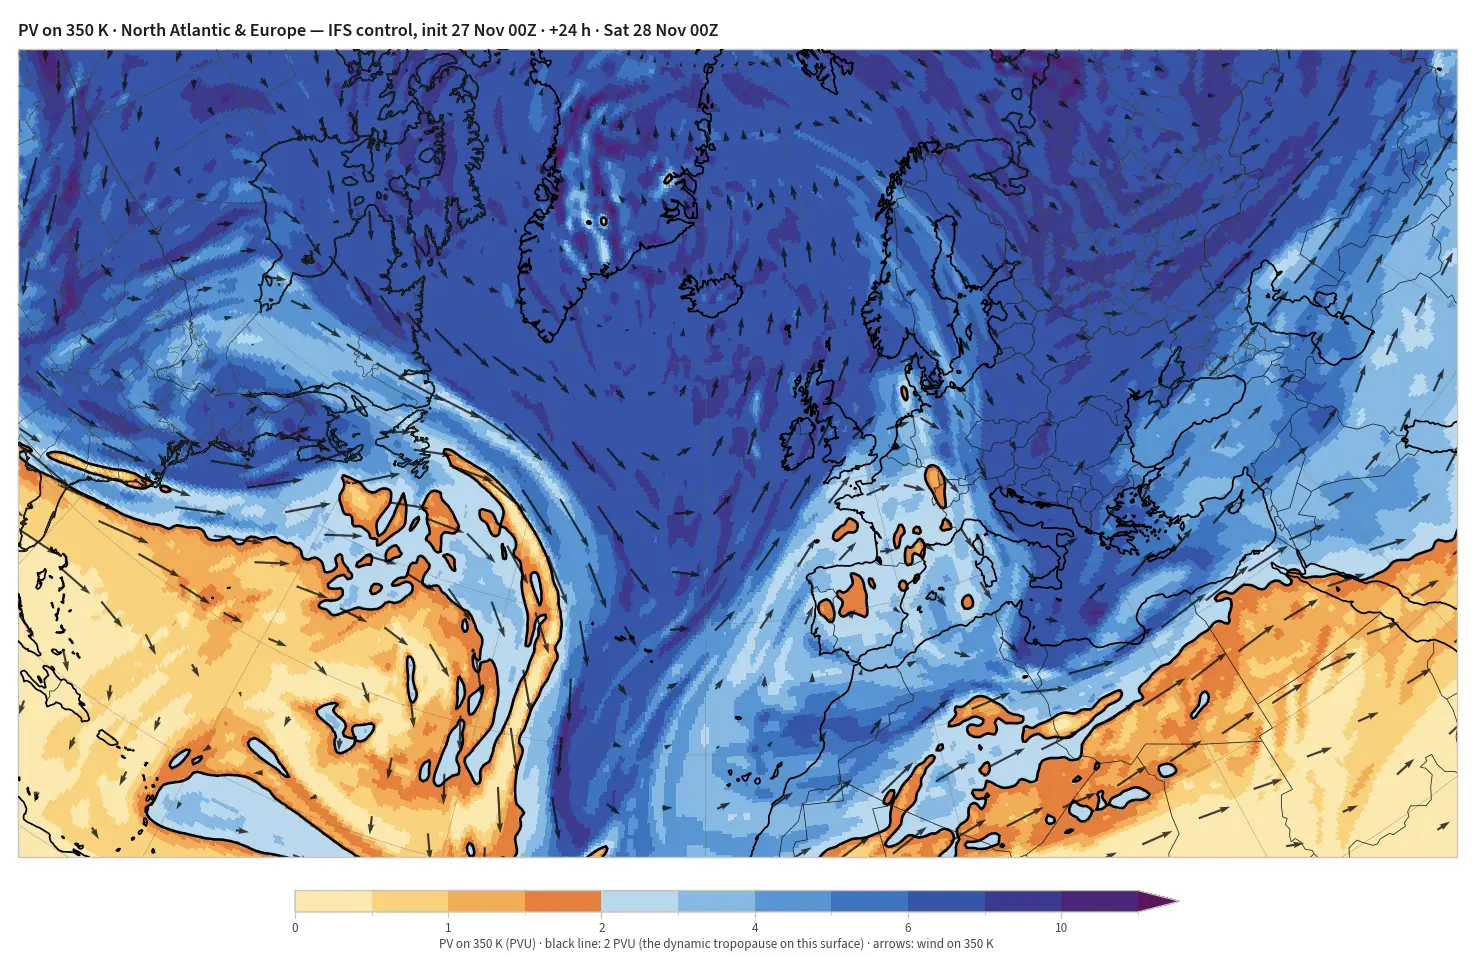 PV on 350 K · North Atlantic & Europe — IFS control, init 27 Nov 00Z · +24 h · Sat 28 Nov 00Z
0 1 2 4 6 10
PV on 350 K (PVU) · black line: 2 PVU (the dynamic tropopause on this surface) · arrows: wind on 350 K